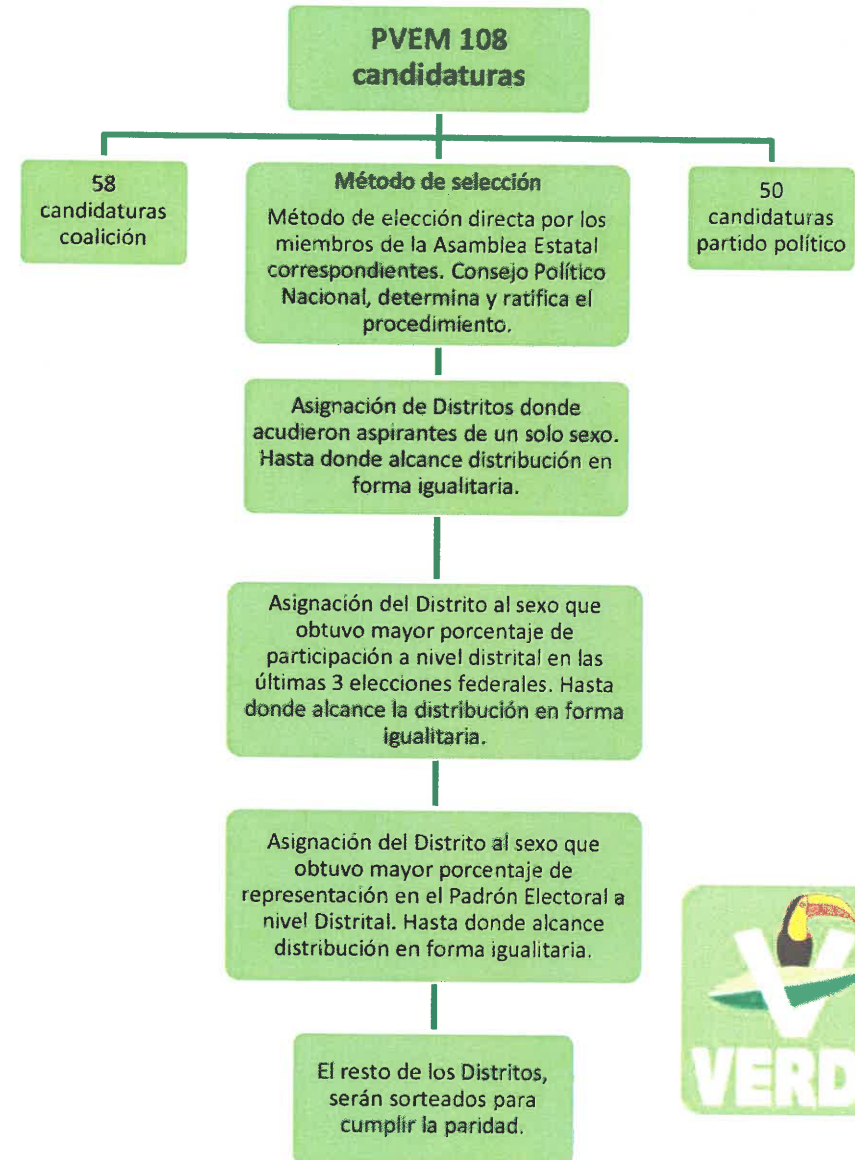 PVEM 108
candidaturas
58
candidaturas
coalición
Método de selección
Método de elección directa por los
miembros de la Asamblea Estatal
correspondientes. Consejo Político
Nacional, determina y ratifica el
procedimiento.
50
candidaturas
partido político
Asignación de Distritos donde
acudieron aspirantes de un solo sexo.
Hasta donde alcance distribución en
forma igualitaria.
Asignación del Distrito al sexo que
obtuvo mayor porcentaje de
participación a nivel distrital en las
últimas 3 elecciones federales. Hasta
donde alcance la distribución en forma
igualitaria.
Asignación del Distrito al sexo que
obtuvo mayor porcentaje de
representación en el Padrón Electoral a
nivel Distrital. Hasta donde alcance
distribución en forma igualitaria.
El resto de los Distritos,
serán sorteados para
cumplir la paridad.
V
VERD